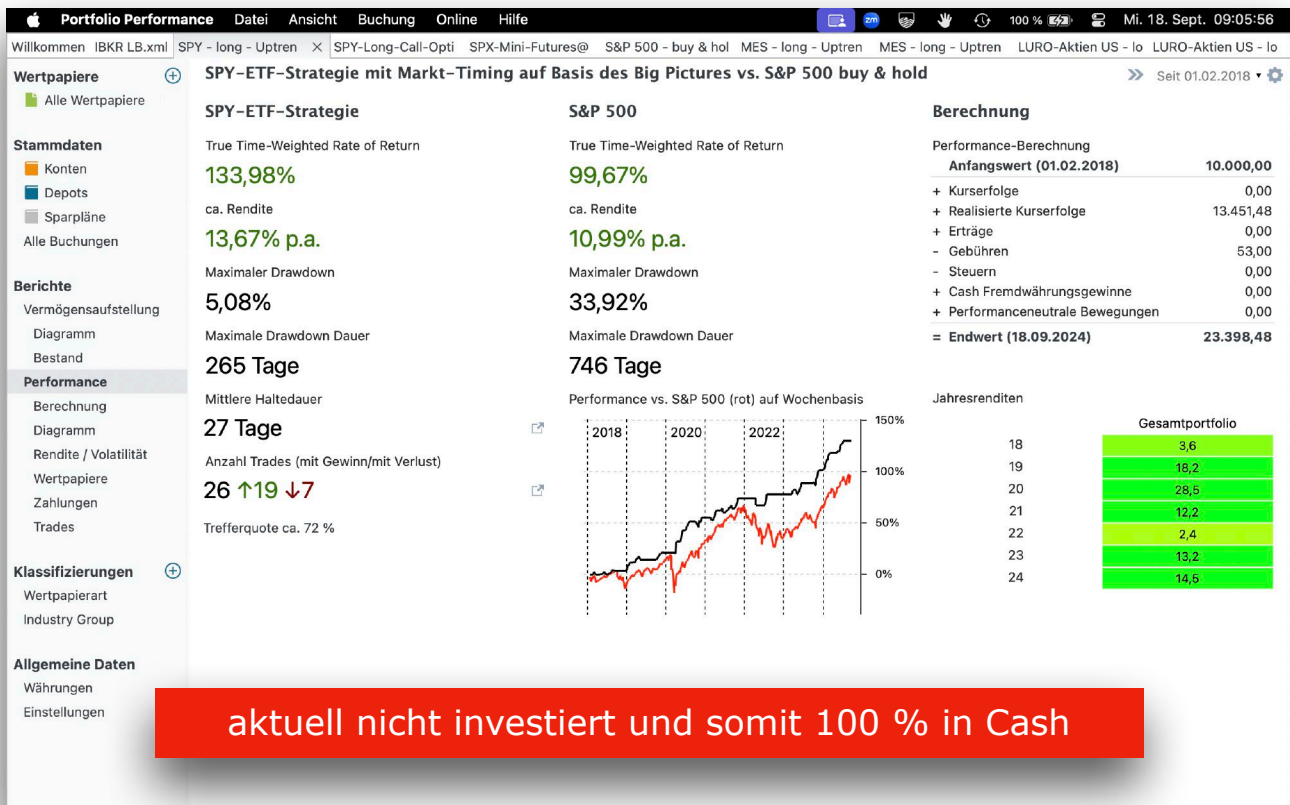 Portfolio Performance Datei Ansicht Buchung Online Hilfe
zm 100 % Mi. 18. Sept. 09:05:56
Willkommen IBKR LB.xml SPY - long - Uptren SPY-Long-Call-Opti SPX-Mini-Futures@ S&P 500 - buy & hol MES - long - Uptren MES - long - Uptren LURO-Aktien US - lo LURO-Aktien US - lo
Wertpapiere
Alle Wertpapiere
Stammdaten
Konten
Depots
Sparpläne
Alle Buchungen
Berichte
Vermögensaufstellung
Diagramm
Bestand
Performance
Berechnung
Diagramm
Rendite / Volatilität
Wertpapiere
Zahlungen
Trades
Klassifizierungen
Wertpapierart
Industry Group
Allgemeine Daten
Währungen
Einstellungen
SPY-ETF-Strategie mit Markt-Timing auf Basis des Big Pictures vs. S&P 500 buy & hold
Seit 01.02.2018
SPY-ETF-Strategie
True Time-Weighted Rate of Return
133,98%
ca. Rendite
13,67% p.a.
Maximaler Drawdown
5,08%
Maximale Drawdown Dauer
265 Tage
Mittlere Haltedauer
27 Tage
Anzahl Trades (mit Gewinn/mit Verlust)
26 ↑19 ↓7
Trefferquote ca. 72 %
S&P 500
True Time-Weighted Rate of Return
99,67%
ca. Rendite
10,99% p.a.
Maximaler Drawdown
33,92%
Maximale Drawdown Dauer
746 Tage
Performance vs. S&P 500 (rot) auf Wochenbasis
2018 2020 2022
150%
100%
50%
0%
Berechnung
Performance-Berechnung
Anfangswert (01.02.2018) 10.000,00
+ Kurserfolge 0,00
+ Realisierte Kurserfolge 13.451,48
+ Erträge 0,00
- Gebühren 53,00
- Steuern 0,00
+ Cash Fremdwährungsgewinne 0,00
+ Performanceneutrale Bewegungen 0,00
= Endwert (18.09.2024) 23.398,48
Jahresrenditen
Gesamtportfolio
18 3,6
19 18,2
20 28,5
21 12,2
22 2,4
23 13,2
24 14,5
aktuell nicht investiert und somit 100 % in Cash